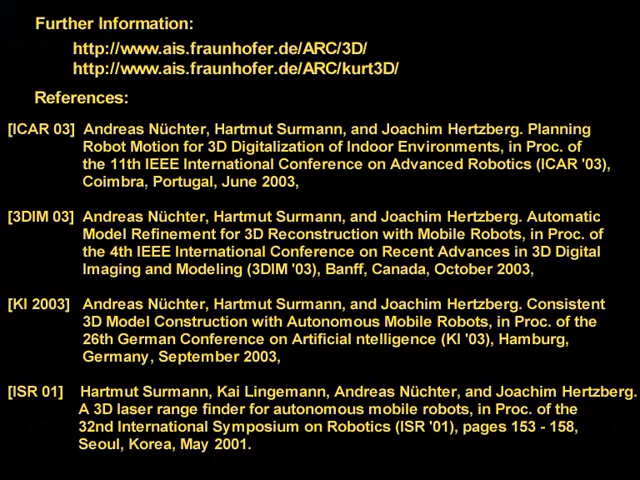 Further Information:
http://www.ais.fraunhofer.de/ARC/3D/
http://www.ais.fraunhofer.de/ARC/kurt3D/
References:
[ICAR 03] Andreas Nüchter, Hartmut Surmann, and Joachim Hertzberg. Planning
Robot Motion for 3D Digitalization of Indoor Environments, in Proc. of
the 11th IEEE International Conference on Advanced Robotics (ICAR '03),
Coimbra, Portugal, June 2003,
[3DIM 03] Andreas Nüchter, Hartmut Surmann, and Joachim Hertzberg. Automatic
Model Refinement for 3D Reconstruction with Mobile Robots, in Proc. of
the 4th IEEE International Conference on Recent Advances in 3D Digital
Imaging and Modeling (3DIM '03), Banff, Canada, October 2003,
[KI 2003] Andreas Nüchter, Hartmut Surmann, and Joachim Hertzberg. Consistent
3D Model Construction with Autonomous Mobile Robots, in Proc. of the
26th German Conference on Artificial ntelligence (KI '03), Hamburg,
Germany, September 2003,
[ISR 01] Hartmut Surmann, Kai Lingemann, Andreas Nüchter, and Joachim Hertzberg.
A 3D laser range finder for autonomous mobile robots, in Proc. of the
32nd International Symposium on Robotics (ISR '01), pages 153 - 158,
Seoul, Korea, May 2001.